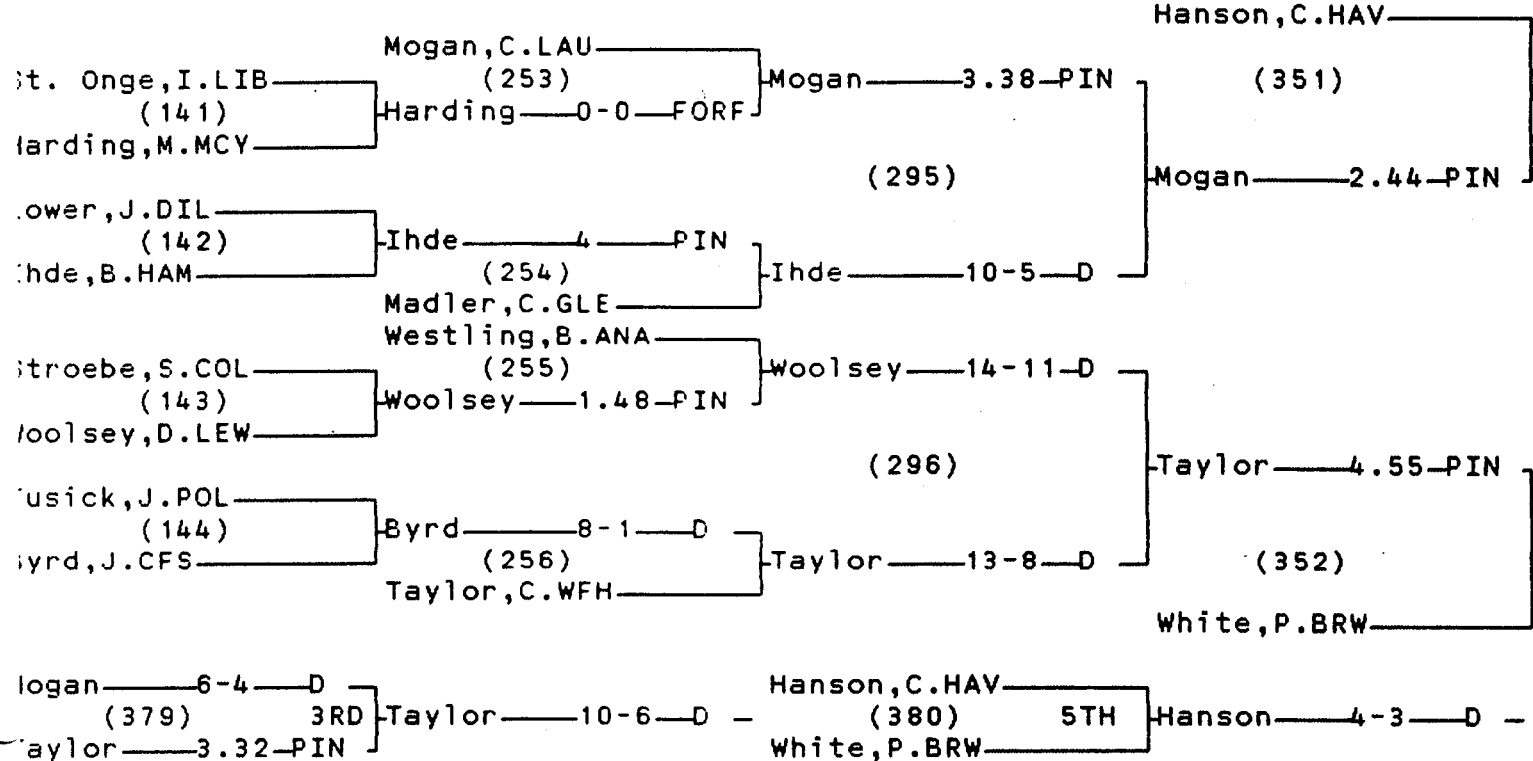 Hanson,C.HAV
Mogan,C.LAU
t. Onge,I.LIB (253) Mogan 3.38 PIN (351)
(141) Harding 0-0 FORF
arding,M.MCY
(295) Mogan 2.44 PIN
ower,J.DIL
(142) Ihde 4 PIN
hde,B.HAM (254) Ihde 10-5 D
Madler,C.GLE
Westling,B.ANA
troebe,S.COL (255) Woolsey 14-11 D
(143) Woolsey 1.48 PIN
oolsey,D.LEW
(296) Taylor 4.55 PIN
usick,J.POL
(144) Byrd 8-1 D
yrd,J.CFS (256) Taylor 13-8 D (352)
Taylor,C.WFH
White,P.BRW
ogan 6-4 D Hanson,C.HAV
(379) 3RD Taylor 10-6 D (380) 5TH Hanson 4-3 D
aylor 3.32 PIN White,P.BRW